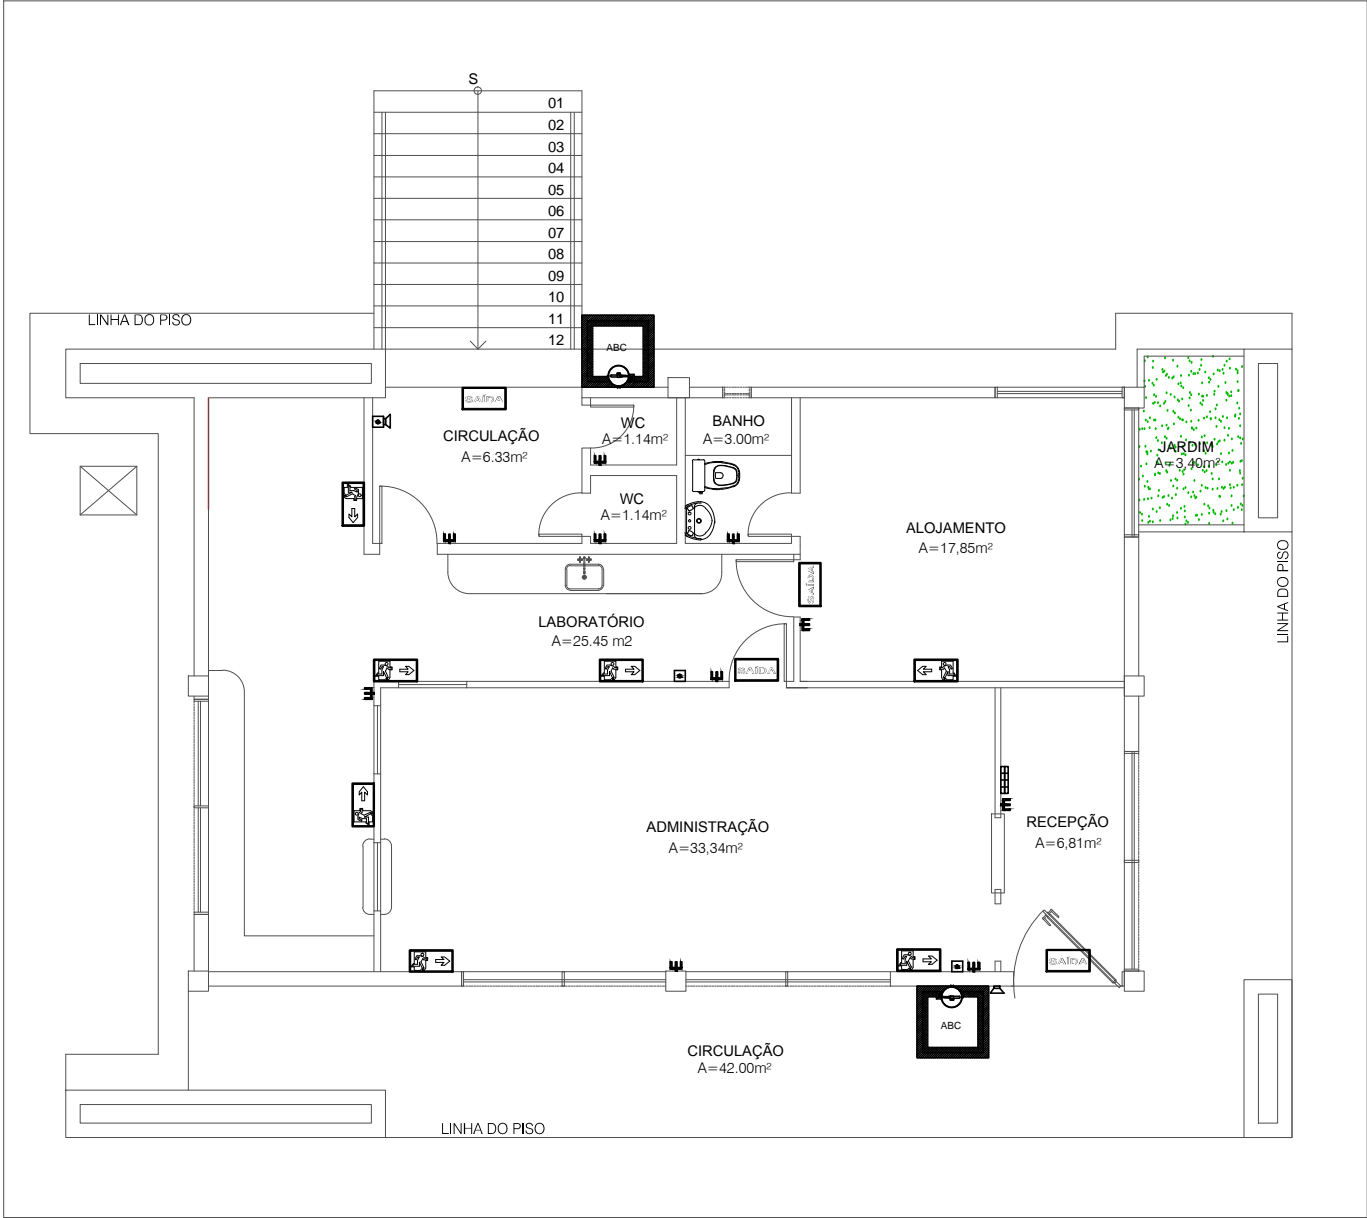 S
01
02
03
04
05
06
07
08
09
10
11
12
LINHA DO PISO
ABC
SAÍDA
CIRCULAÇÃO
A=6.33m²
WC
A=1.14m²
BANHO
A=3.00m²
JARDIM
A=3,40m²
WC
A=1.14m²
ALOJAMENTO
A=17,85m²
LINHA DO PISO
SAÍDA
LABORATÓRIO
A=25.45 m2
SAÍDA
ADMINISTRAÇÃO
A=33,34m²
RECEPÇÃO
A=6,81m²
SAÍDA
ABC
CIRCULAÇÃO
A=42.00m²
LINHA DO PISO